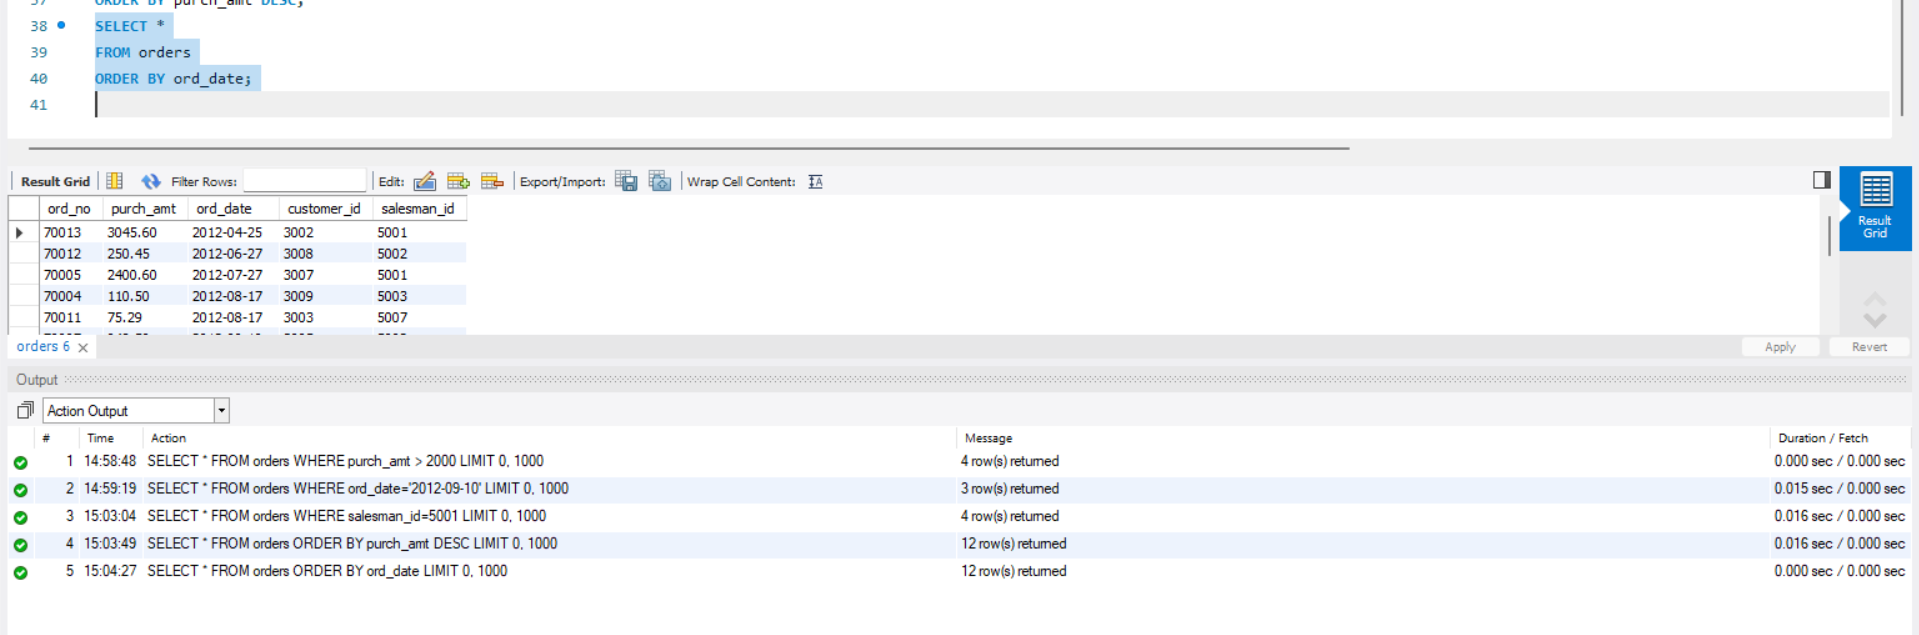 37 ORDER BY purch_amt DESC;
38 SELECT *
39 FROM orders
40 ORDER BY ord_date;
41
Result Grid Filter Rows: Edit: Export/Import: Wrap Cell Content: IA
Result
Grid
ord_no purch_amt ord_date customer_id salesman_id
70013 3045.60 2012-04-25 3002 5001
70012 250.45 2012-06-27 3008 5002
70005 2400.60 2012-07-27 3007 5001
70004 110.50 2012-08-17 3009 5003
70011 75.29 2012-08-17 3003 5007
orders 6 Apply Revert
Output
Action Output
# Time Action Message Duration / Fetch
1 14:58:48 SELECT * FROM orders WHERE purch_amt > 2000 LIMIT 0, 1000 4 row(s) returned 0.000 sec / 0.000 sec
2 14:59:19 SELECT * FROM orders WHERE ord_date='2012-09-10' LIMIT 0, 1000 3 row(s) returned 0.015 sec / 0.000 sec
3 15:03:04 SELECT * FROM orders WHERE salesman_id=5001 LIMIT 0, 1000 4 row(s) returned 0.016 sec / 0.000 sec
4 15:03:49 SELECT * FROM orders ORDER BY purch_amt DESC LIMIT 0, 1000 12 row(s) returned 0.016 sec / 0.000 sec
5 15:04:27 SELECT * FROM orders ORDER BY ord_date LIMIT 0, 1000 12 row(s) returned 0.000 sec / 0.000 sec